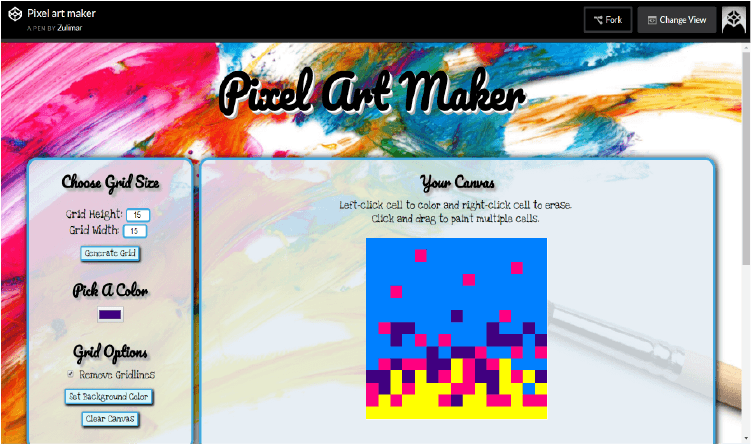 Pixel art maker
A PEN BY Zulimar
Fork
Change View
Pixel Art Maker
Choose Grid Size
Grid Height: 15
Grid Width: 15
Generate Grid
Pick A Color
Grid Options
Remove Gridlines
Set Background Color
Clear Canvas
Your Canvas
Left-click cell to color and right-click cell to erase.
Click and drag to paint multiple cells.